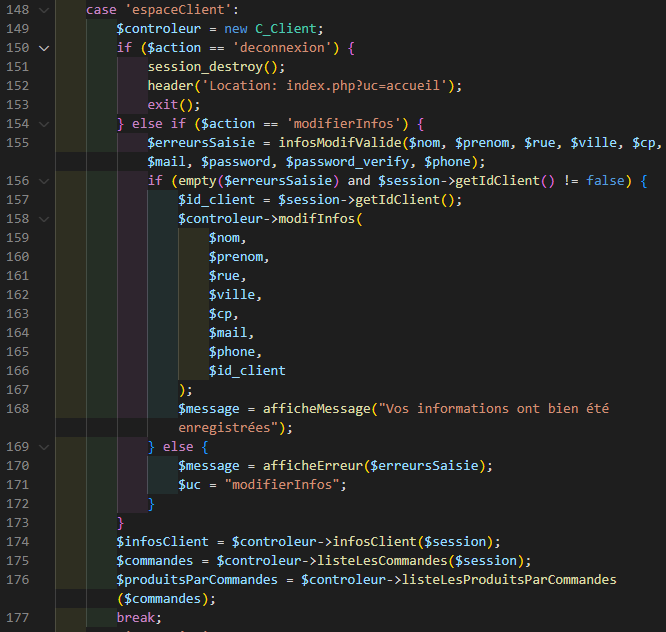 148 case 'espaceClient':
149 $controleur = new C_Client;
150 if ($action == 'deconnexion') {
151 session_destroy();
152 header('Location: index.php?uc=accueil');
153 exit();
154 } else if ($action == 'modifierInfos') {
155 $erreursSaisie = infosModifValide($nom, $prenom, $rue, $ville, $cp,
$mail, $password, $password_verify, $phone);
156 if (empty($erreursSaisie) and $session->getIdClient() != false) {
157 $id_client = $session->getIdClient();
158 $controleur->modifInfos(
159 $nom,
160 $prenom,
161 $rue,
162 $ville,
163 $cp,
164 $mail,
165 $phone,
166 $id_client
167 );
168 $message = afficheMessage("Vos informations ont bien été
enregistrées");
169 } else {
170 $message = afficheErreur($erreursSaisie);
171 $uc = "modifierInfos";
172 }
173 }
174 $infosClient = $controleur->infosClient($session);
175 $commandes = $controleur->listeLesCommandes($session);
176 $produitsParCommandes = $controleur->listeLesProduitsParCommandes
($commandes);
177 break;